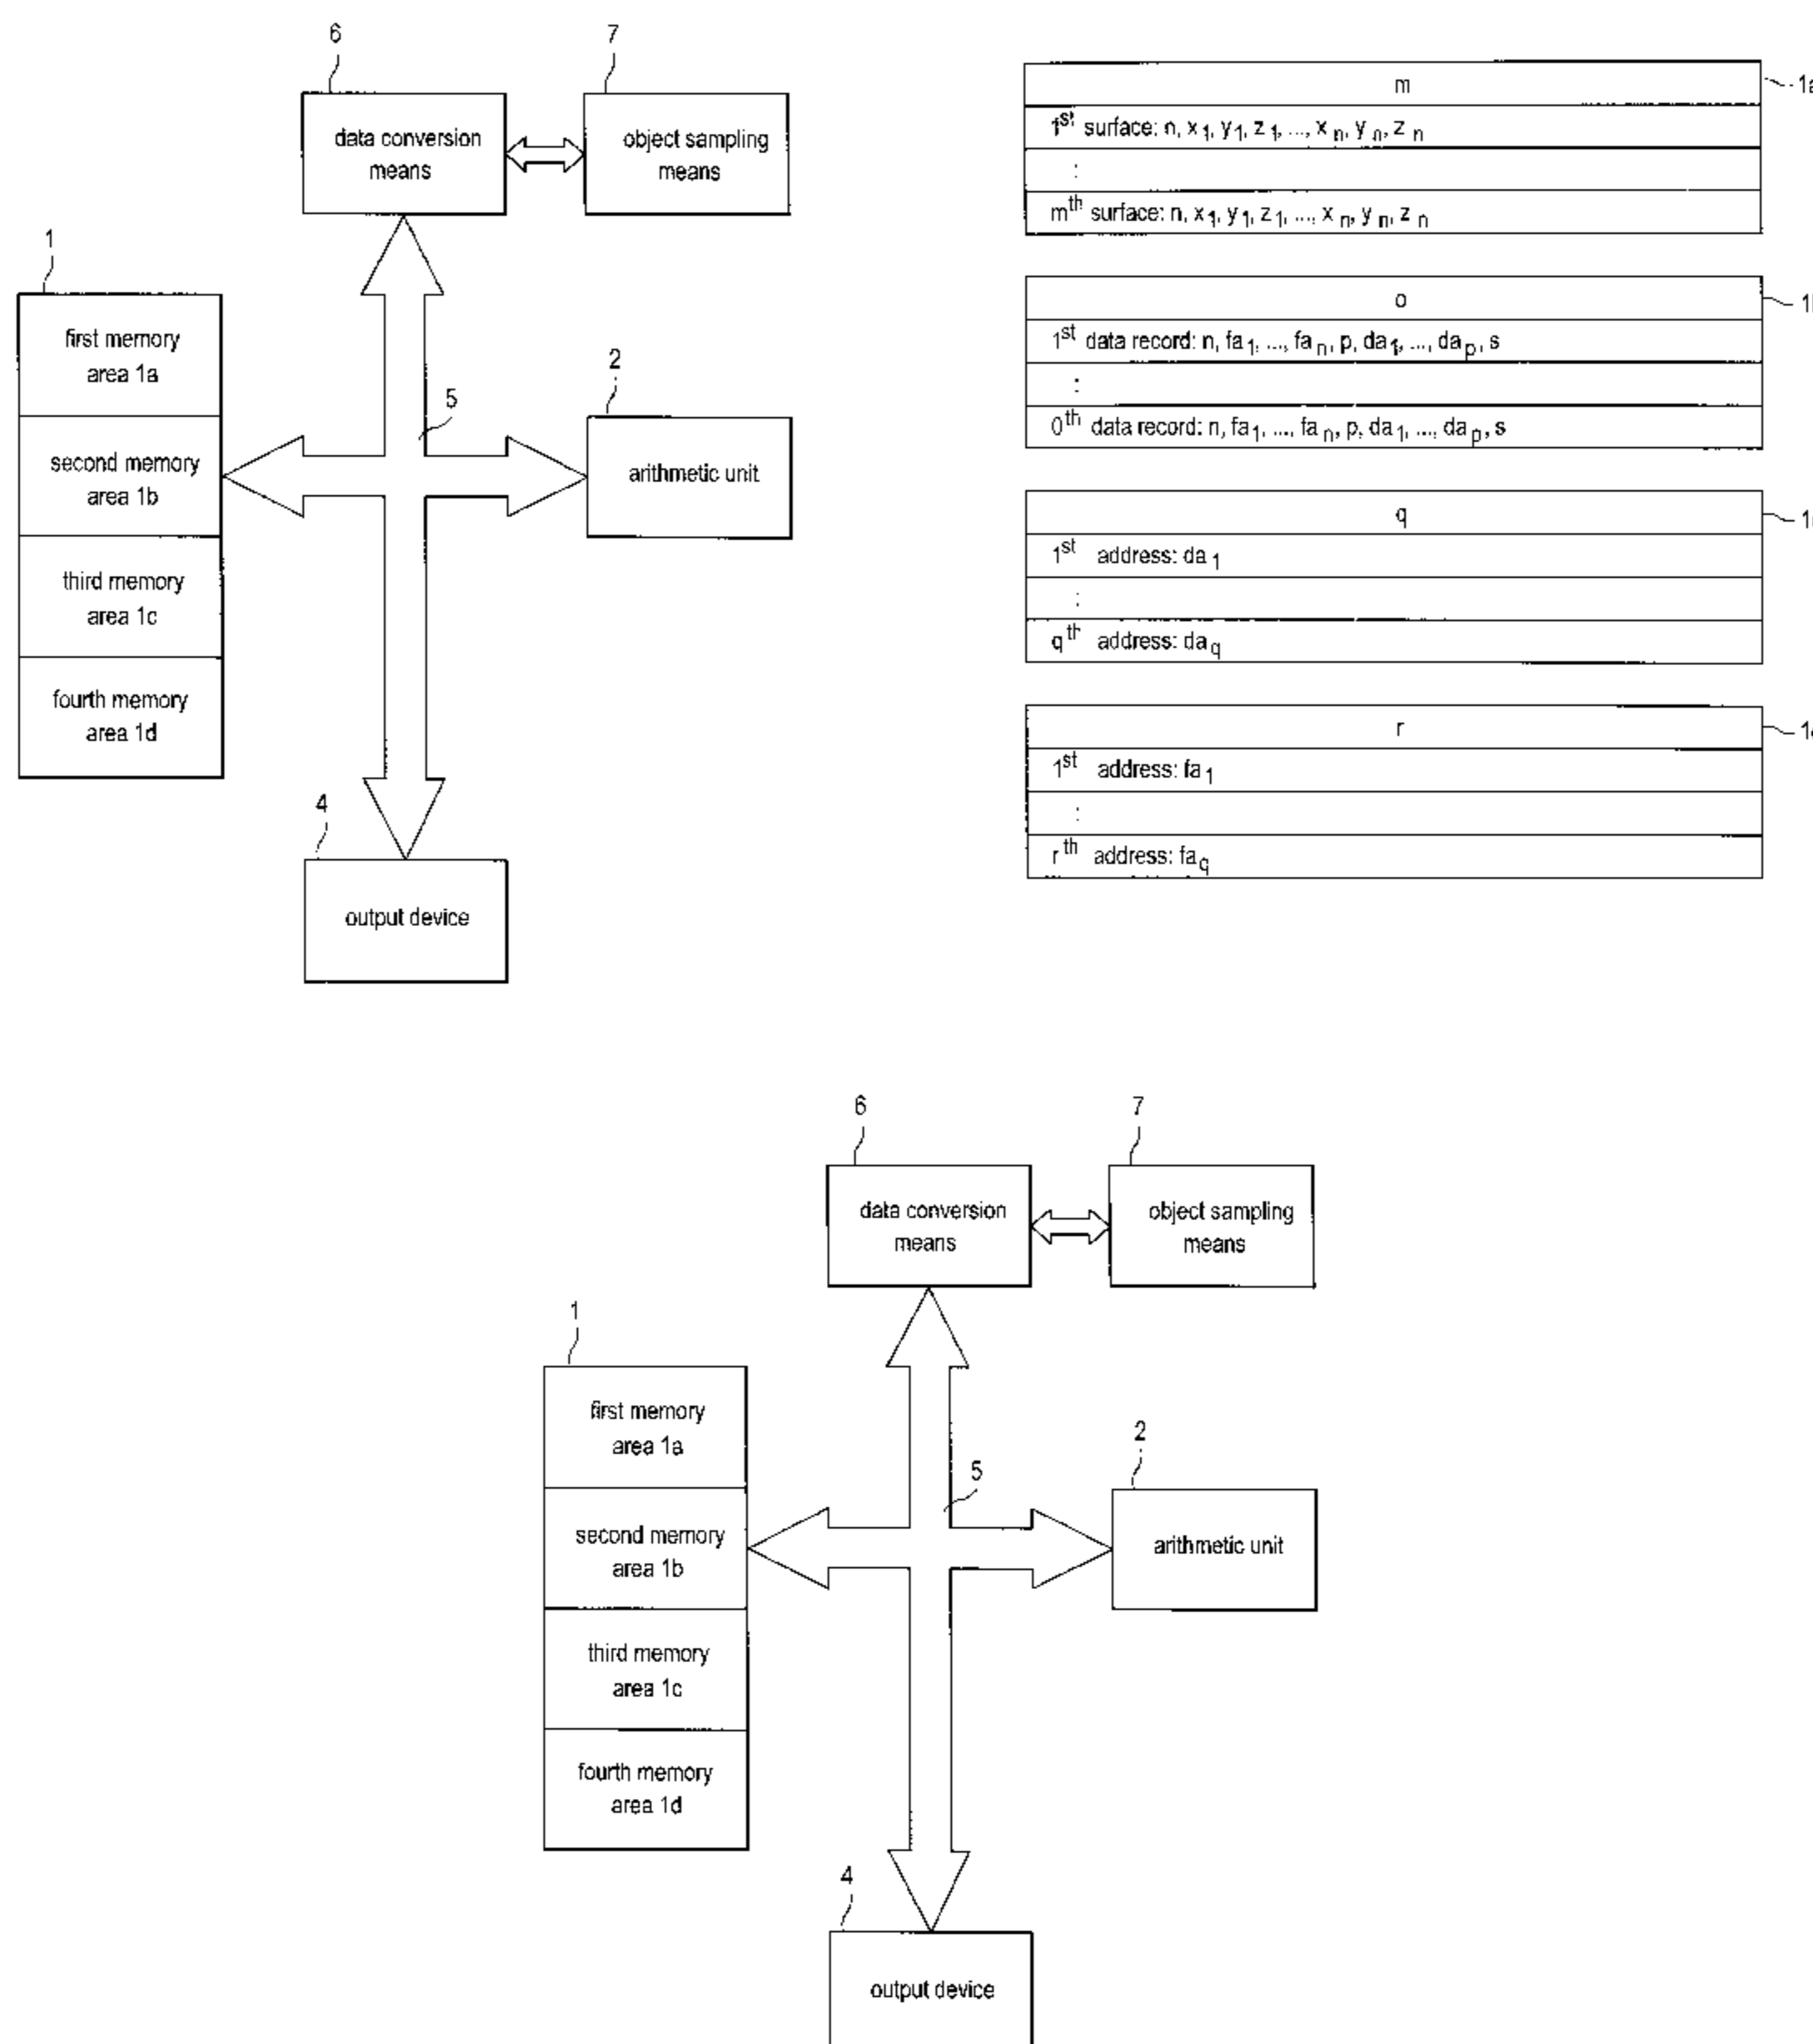 6
7
data conversion
means
object sampling
means
1
first memory
area 1a
second memory
area 1b
third memory
area 1c
fourth memory
area 1d
5
2
arithmetic unit
4
output device
m
1st surface: n, x1, y1, z1, ..., xn, yn, zn
:
mth surface: n, x1, y1, z1, ..., xn, yn, zn
o
1st data record: n, fa1, ..., fan, p, da1, ..., dap, s
:
0th data record: n, fa1, ..., fan, p, da1, ..., dap, s
q
1st address: da1
:
qth address: daq
r
1st address: fa1
:
rth address: faq
6
7
data conversion
means
object sampling
means
1
first memory
area 1a
second memory
area 1b
third memory
area 1c
fourth memory
area 1d
5
2
arithmetic unit
4
output device